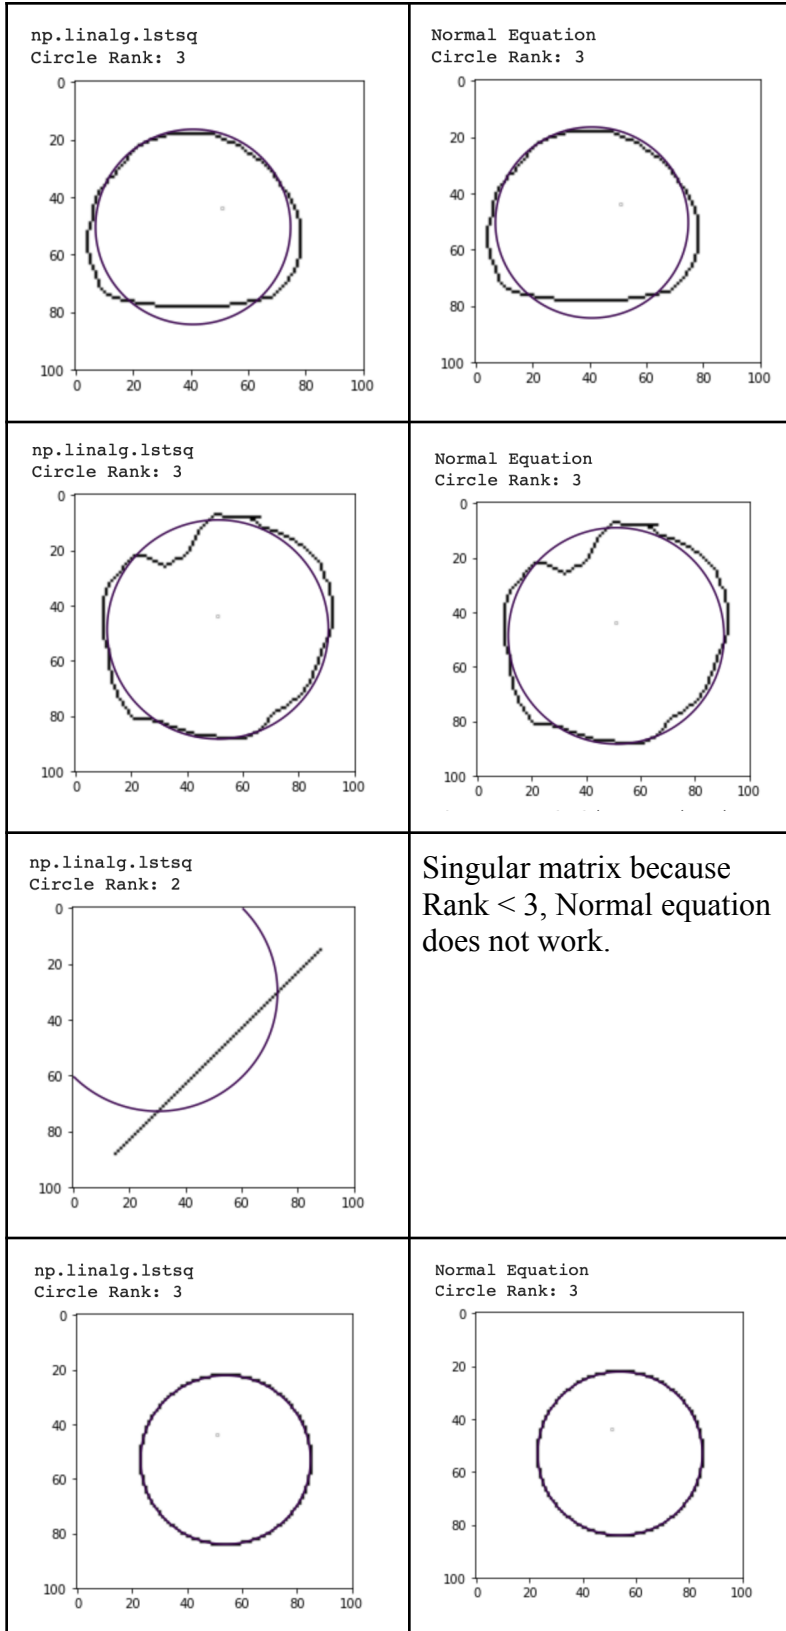 np.linalg.lstsq
Circle Rank: 3
0
20
40
60
80
100
0 20 40 60 80 100
Normal Equation
Circle Rank: 3
0
20
40
60
80
100
0 20 40 60 80 100
np.linalg.lstsq
Circle Rank: 3
0
20
40
60
80
100
0 20 40 60 80 100
Normal Equation
Circle Rank: 3
0
20
40
60
80
100
0 20 40 60 80 100
np.linalg.lstsq
Circle Rank: 2
0
20
40
60
80
100
0 20 40 60 80 100
Singular matrix because
Rank < 3, Normal equation
does not work.
np.linalg.lstsq
Circle Rank: 3
0
20
40
60
80
100
0 20 40 60 80 100
Normal Equation
Circle Rank: 3
0
20
40
60
80
100
0 20 40 60 80 100